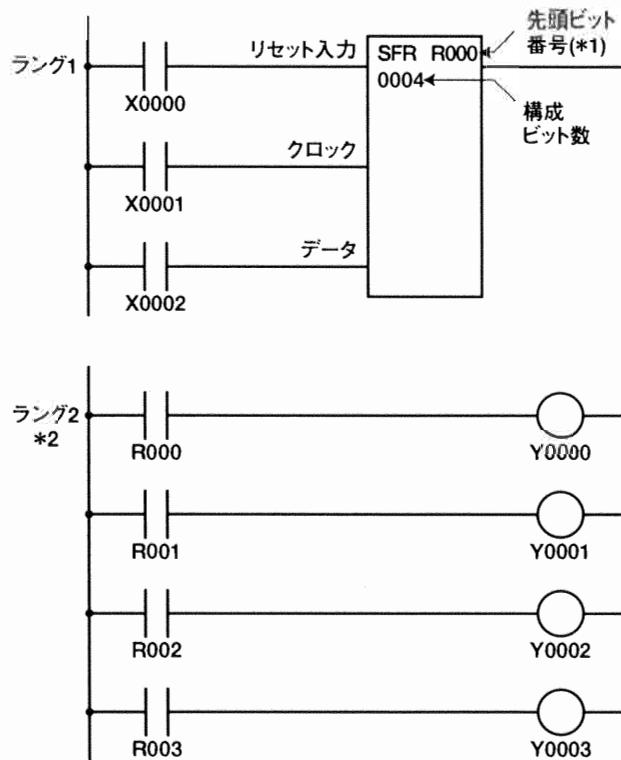 ラング1
リセット入力
X0000
クロック
X0001
データ
X0002
SFR R000
0004
先頭ビット
番号(*1)
構成
ビット数
ラング2
*2
R000
Y0000
R001
Y0001
R002
Y0002
R003
Y0003